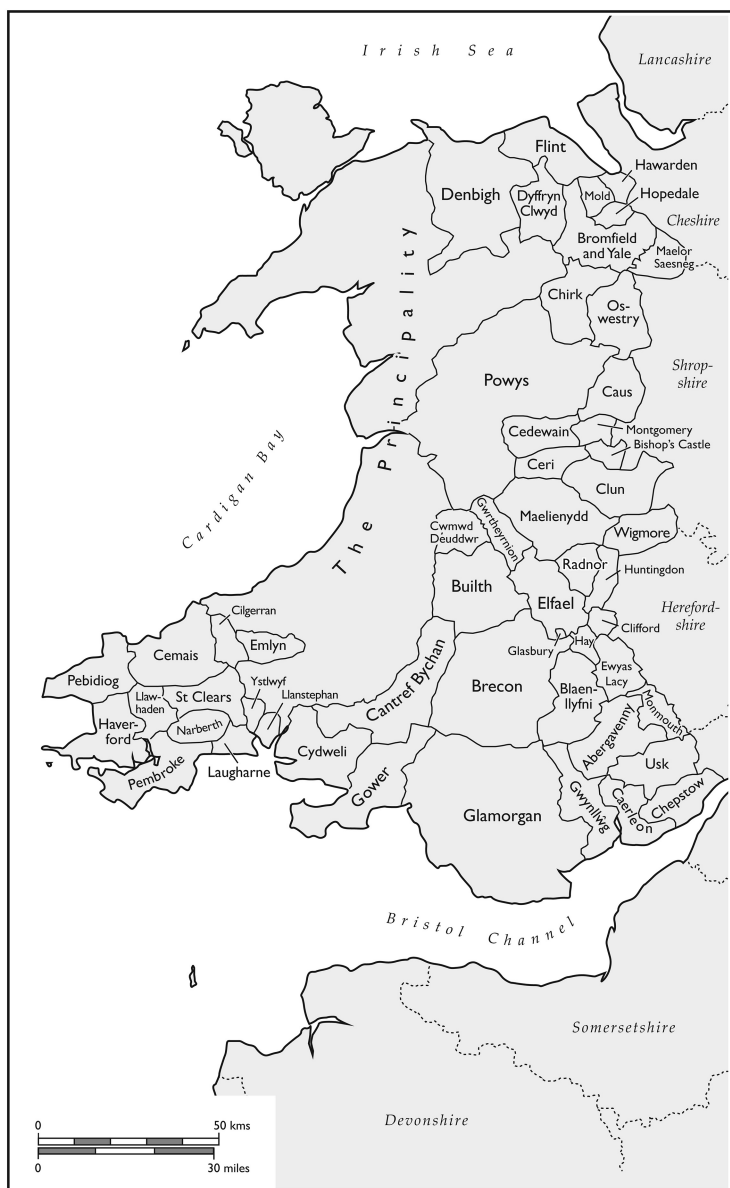 Irish Sea
Lancashire
Flint
Hawarden
Denbigh
Dyffryn
Clwyd
Mold
Hopedale
Cheshire
Bromfield
and Yale
Maelor
Saesneg
Chirk
Os-
westry
The Principality
Powys
Shrop-
shire
Caus
Cedewain
Montgomery
Bishop's Castle
Ceri
Clun
Cardigan Bay
Maelienydd
Gwrtheyrnion
Cwmwd
Deuddwr
Wigmore
Radnor
Huntingdon
Builth
Elfael
Hereford-
shire
Cilgerran
Clifford
Glasbury
Hay
Cemais
Emlyn
Cantref Bychan
Ewyas
Lacy
Pebidiog
Ystlwyf
Brecon
Blaen-
llyfni
Llaw-
haden
St Clears
Llanstephan
Monmouth
Haver-
ford
Narberth
Abergavenny
Cydweli
Usk
Pembroke
Laugharne
Gower
Chepstow
Glamorgan
Gwynllŵg
Caerleon
Bristol Channel
Somersetshire
Devonshire
0 50 kms
0 30 miles